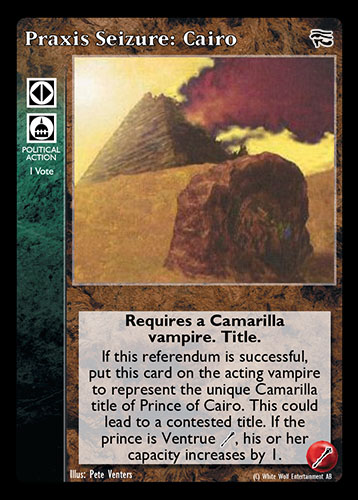 Praxis Seizure: Cairo
POLITICAL
ACTION
1 Vote
Requires a Camarilla
vampire. Title.
If this referendum is successful,
put this card on the acting vampire
to represent the unique Camarilla
title of Prince of Cairo. This could
lead to a contested title. If the
prince is Ventrue , his or her
capacity increases by 1.
Illus: Pete Venters
(C) White Wolf Entertainment AB